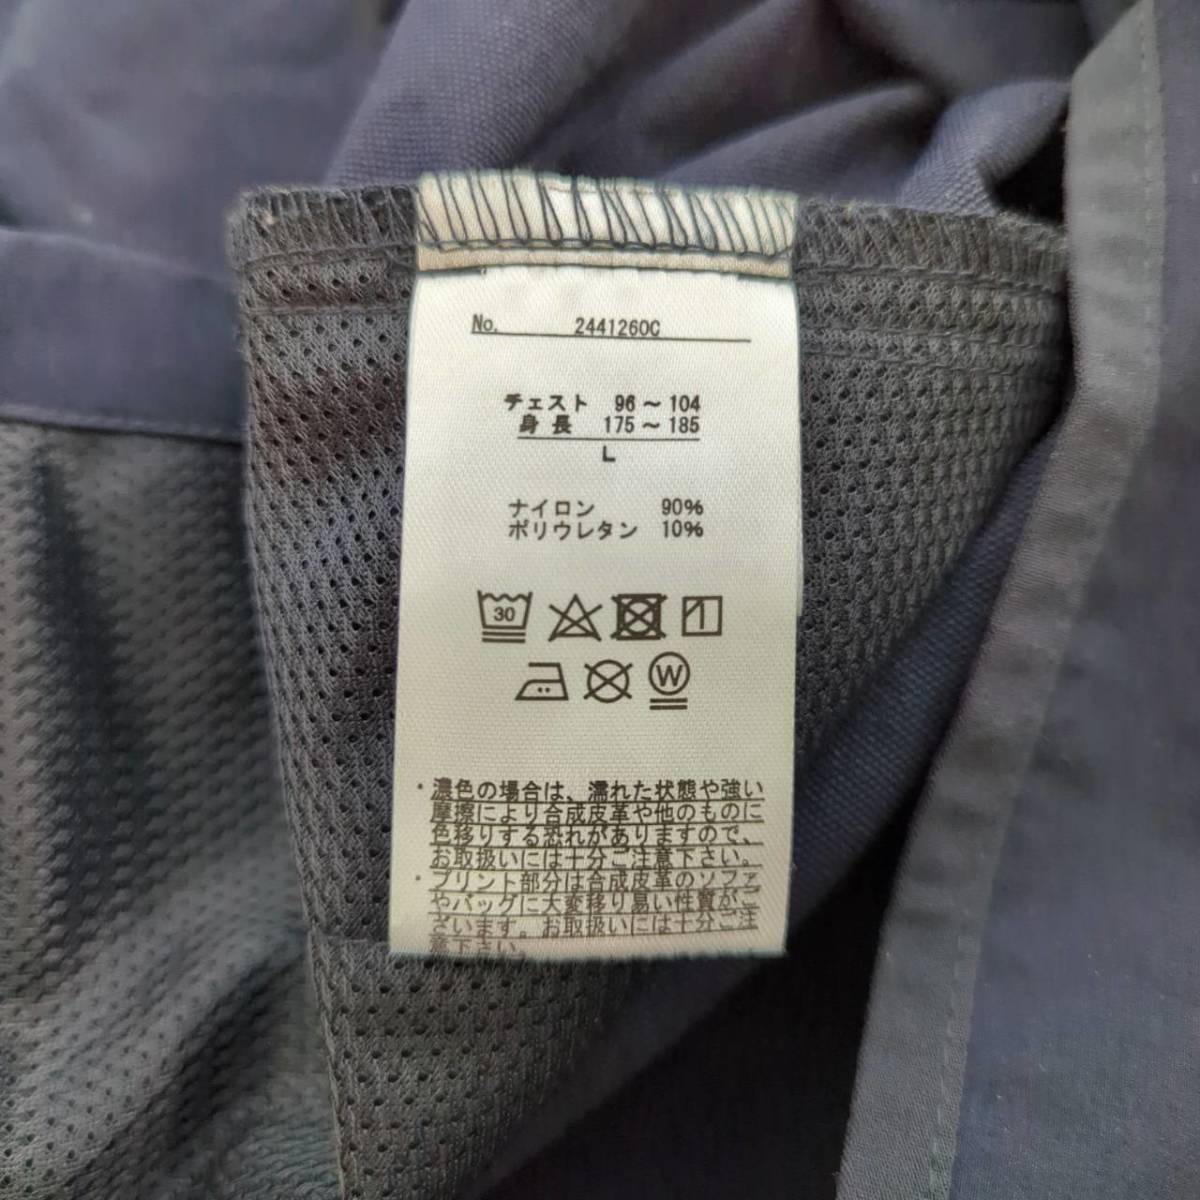 No. 2441260C
チェスト 96～104
身長 175～185
L
ナイロン 90%
ポリウレタン 10%
30
W
・濃色の場合は、濡れた状態や強い
摩擦により合成皮革や他のものに
色移りする恐れがありますので、
お取扱いには十分ご注意下さい。
・プリント部分は合成皮革のソファ
やバッグに大変移り易い性質がご
ざいます。お取扱いには十分ご注
意下さい。